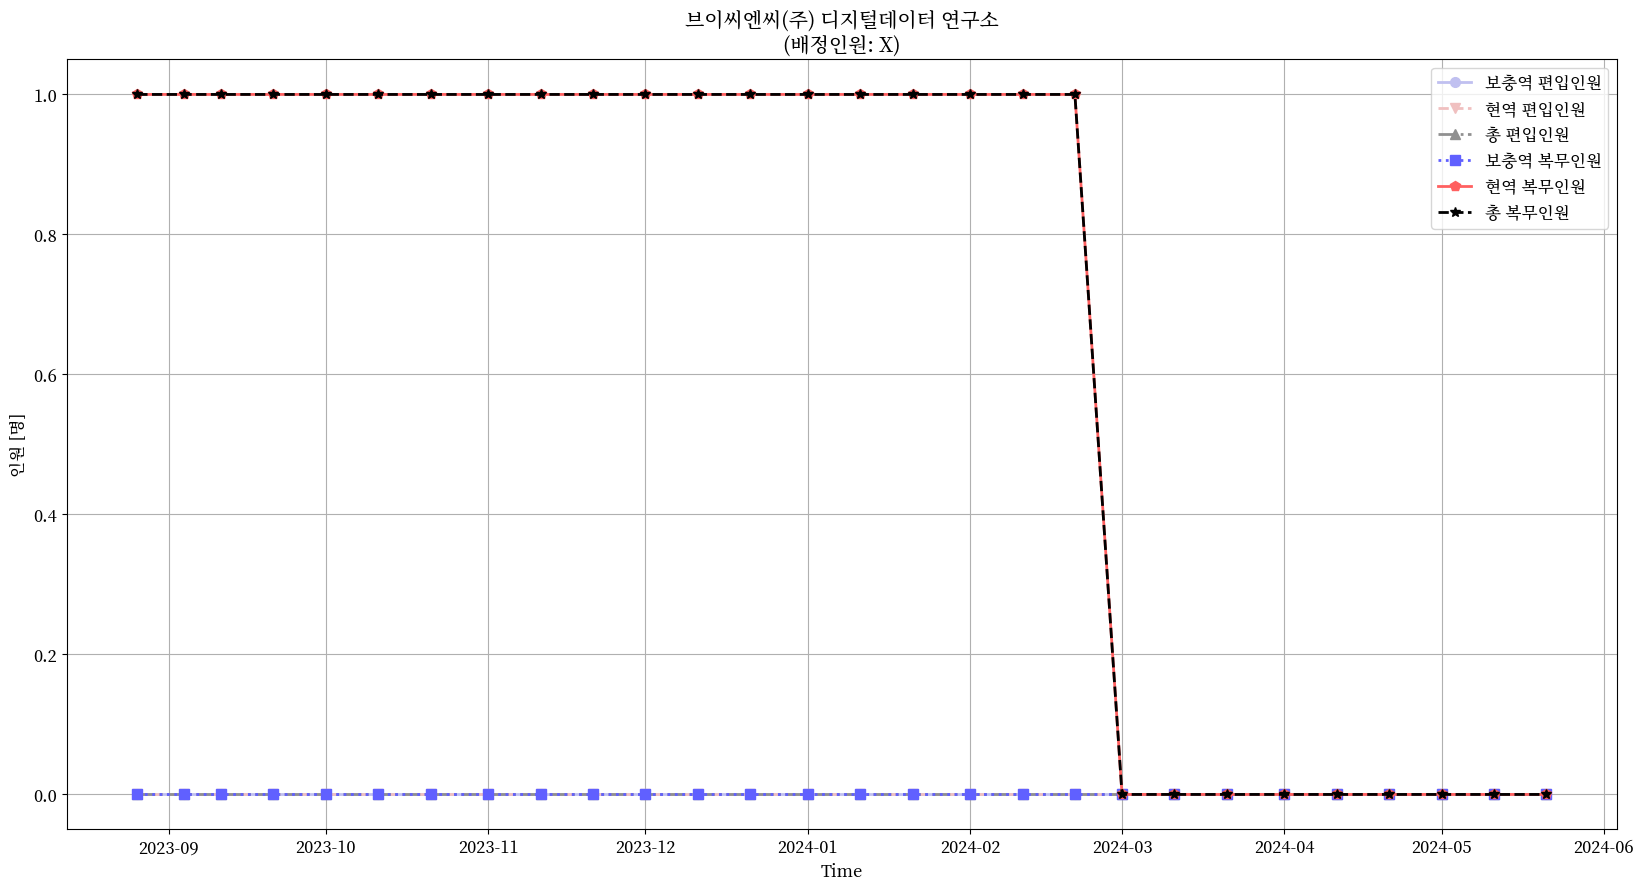 브이씨엔씨(주) 디지털데이터 연구소
(배정인원: X)
보충역 편입인원
현역 편입인원
총 편입인원
보충역 복무인원
현역 복무인원
총 복무인원
1.0
0.8
0.6
0.4
0.2
0.0
인원 [명]
2023-09
2023-10
2023-11
2023-12
2024-01
2024-02
2024-03
2024-04
2024-05
2024-06
Time